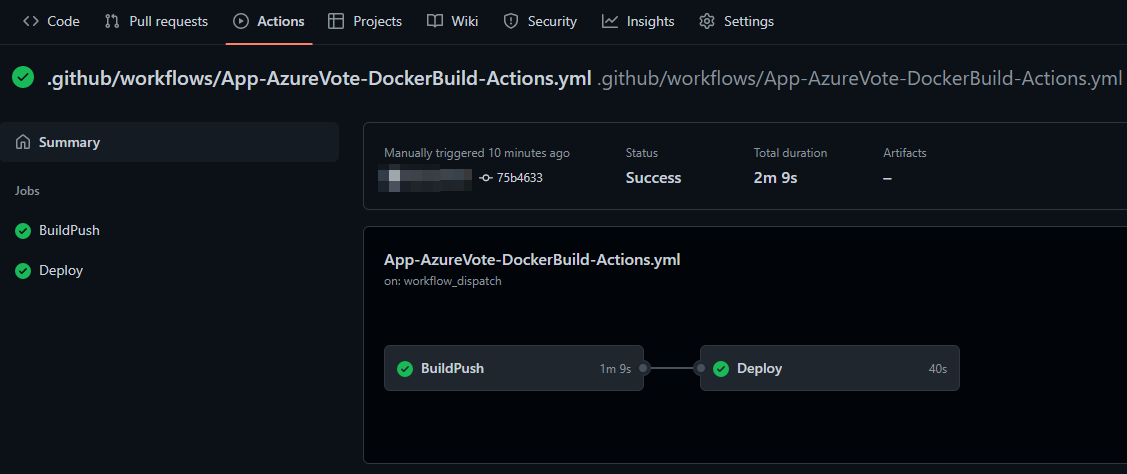 Code Pull requests Actions Projects Wiki Security Insights Settings
.github/workflows/App-AzureVote-DockerBuild-Actions.yml .github/workflows/App-AzureVote-DockerBuild-Actions.yml
Summary
Jobs
BuildPush
Deploy
Manually triggered 10 minutes ago
75b4633
Status
Success
Total duration
2m 9s
Artifacts
–
App-AzureVote-DockerBuild-Actions.yml
on: workflow_dispatch
BuildPush 1m 9s
Deploy 40s